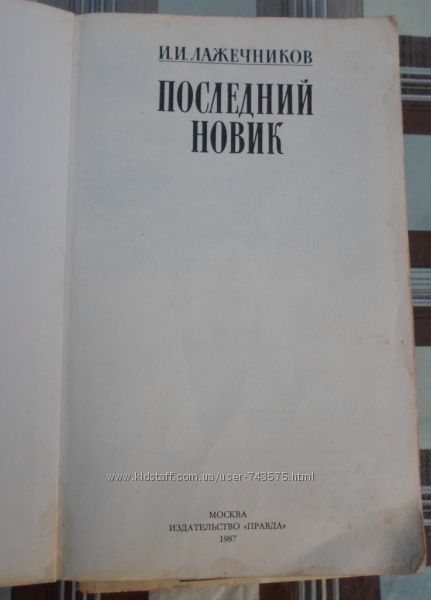 И.И.ЛАЖЕЧНИКОВ
ПОСЛЕДНИЙ
НОВИК
www.kidstaff.com.ua/user-743575.html
МОСКВА
ИЗДАТЕЛЬСТВО «ПРАВДА»
1987